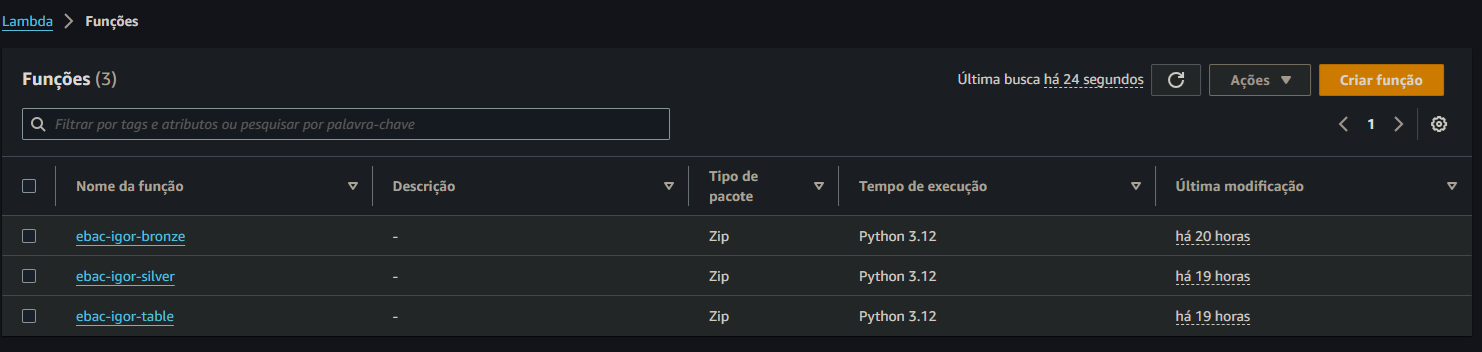 Lambda > Funções
Funções (3)
Última busca há 24 segundos
Ações
Criar função
Filtrar por tags e atributos ou pesquisar por palavra-chave
< 1 >
Nome da função Descrição Tipo de pacote Tempo de execução Última modificação
ebac-igor-bronze - Zip Python 3.12 há 20 horas
ebac-igor-silver - Zip Python 3.12 há 19 horas
ebac-igor-table - Zip Python 3.12 há 19 horas